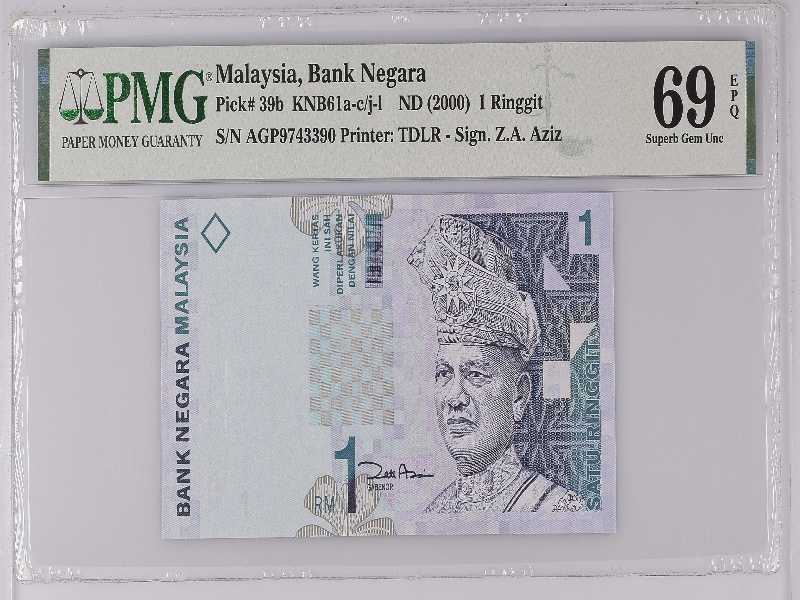 PMG®
PAPER MONEY GUARANTY
Malaysia, Bank Negara
Pick# 39b KNB61a-c/j-l ND (2000) 1 Ringgit
S/N AGP9743390 Printer: TDLR - Sign. Z.A. Aziz
69
EPQ
Superb Gem Unc
BANK NEGARA MALAYSIA
WANG KERTAS
INI SAH
DIPERLAKUKAN
DENGAN NILAI
1
SATU RINGGIT
RM 1
GABENOR